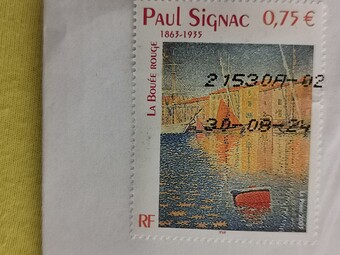 PAUL SIGNAC 0,75 €
1863-1935
LA BOUÉE ROUGE
21530A-02
30-08-24
RF